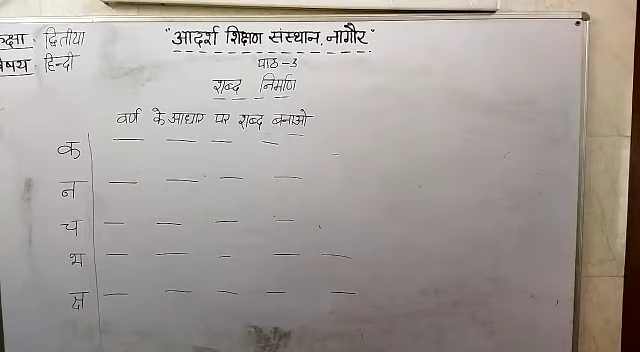 कक्षा - द्वितीया
विषय - हिन्दी
"आदर्श शिक्षण संस्थान, नागौर"
पाठ -3
शब्द निर्माण
वर्ण के आधार पर शब्द बनाओ
क
न
च
भ
क्ष